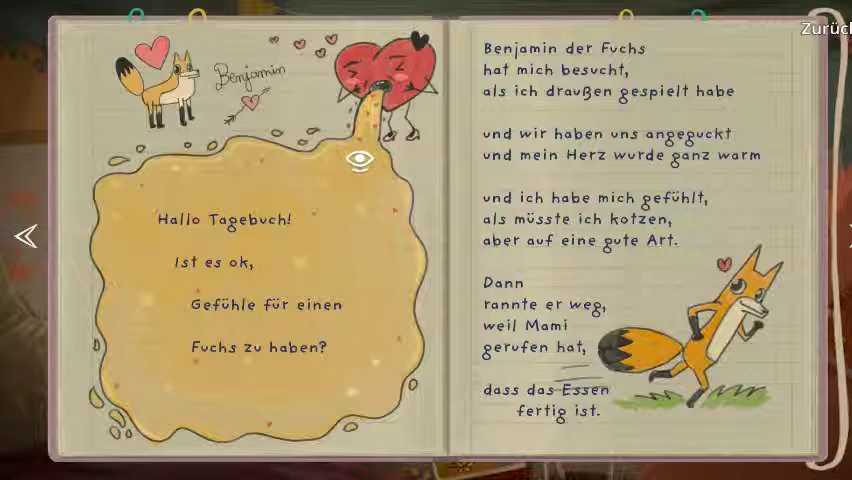 Zurück
Benjamin
Hallo Tagebuch!
Ist es ok,
Gefühle für einen
Fuchs zu haben?
Benjamin der Fuchs
hat mich besucht,
als ich draußen gespielt habe
und wir haben uns angeguckt
und mein Herz wurde ganz warm
und ich habe mich gefühlt,
als müsste ich kotzen,
aber auf eine gute Art.
Dann
rannte er weg,
weil Mami
gerufen hat,
dass das Essen
fertig ist.